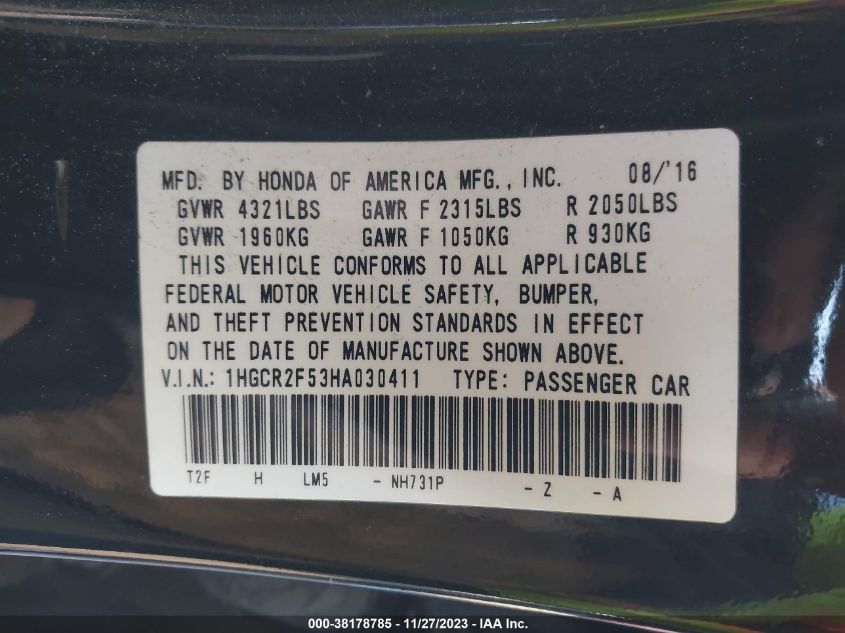 MFD. BY HONDA OF AMERICA MFG., INC. 08/'16
GVWR 4321LBS GAWR F 2315LBS R 2050LBS
GVWR 1960KG GAWR F 1050KG R 930KG
THIS VEHICLE CONFORMS TO ALL APPLICABLE
FEDERAL MOTOR VEHICLE SAFETY, BUMPER,
AND THEFT PREVENTION STANDARDS IN EFFECT
ON THE DATE OF MANUFACTURE SHOWN ABOVE.
V.I.N.: 1HGCR2F53HA030411 TYPE: PASSENGER CAR
T2F H LM5 - NH731P - Z - A
000-38178785 - 11/27/2023 - IAA Inc.